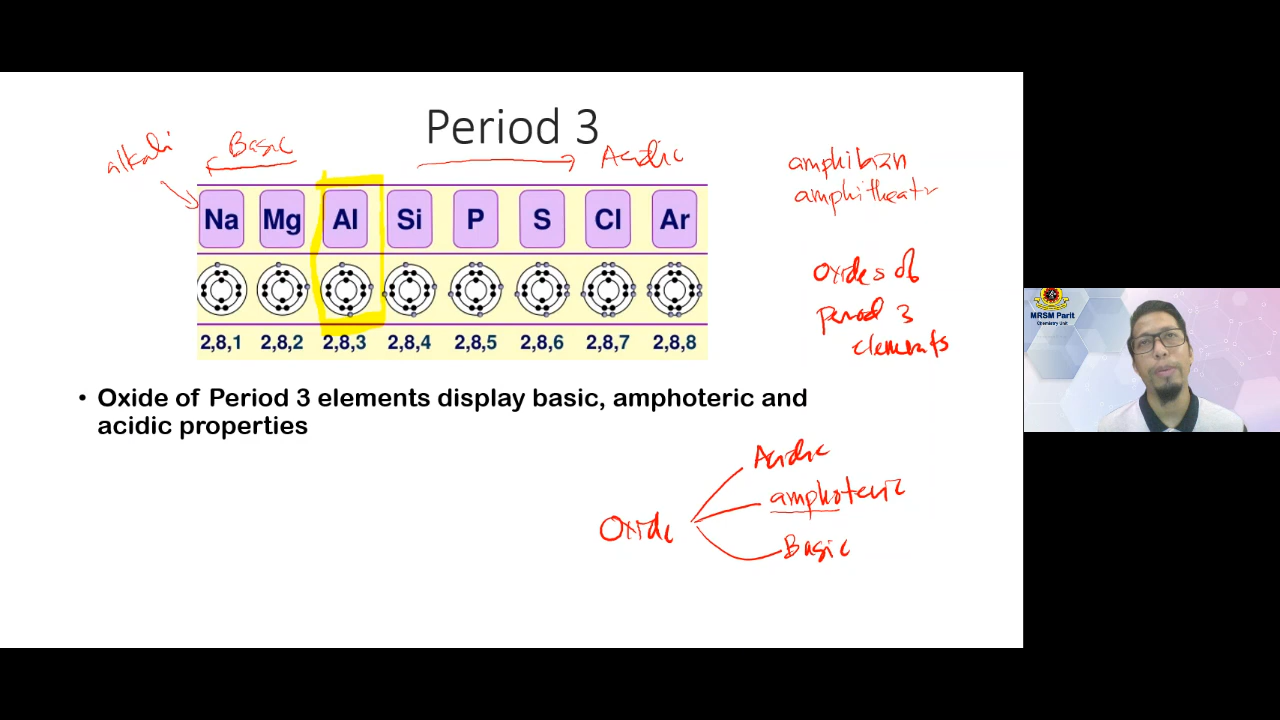 Period 3
alkali
Basic
Acidic
Na Mg Al Si P S Cl Ar
2,8,1 2,8,2 2,8,3 2,8,4 2,8,5 2,8,6 2,8,7 2,8,8
amphibian
amphitheatr
Oxides of
period 3
elements
• Oxide of Period 3 elements display basic, amphoteric and
acidic properties
Oxide
Acidic
amphoteric
Basic
MRSM Parit
Chemistry Unit